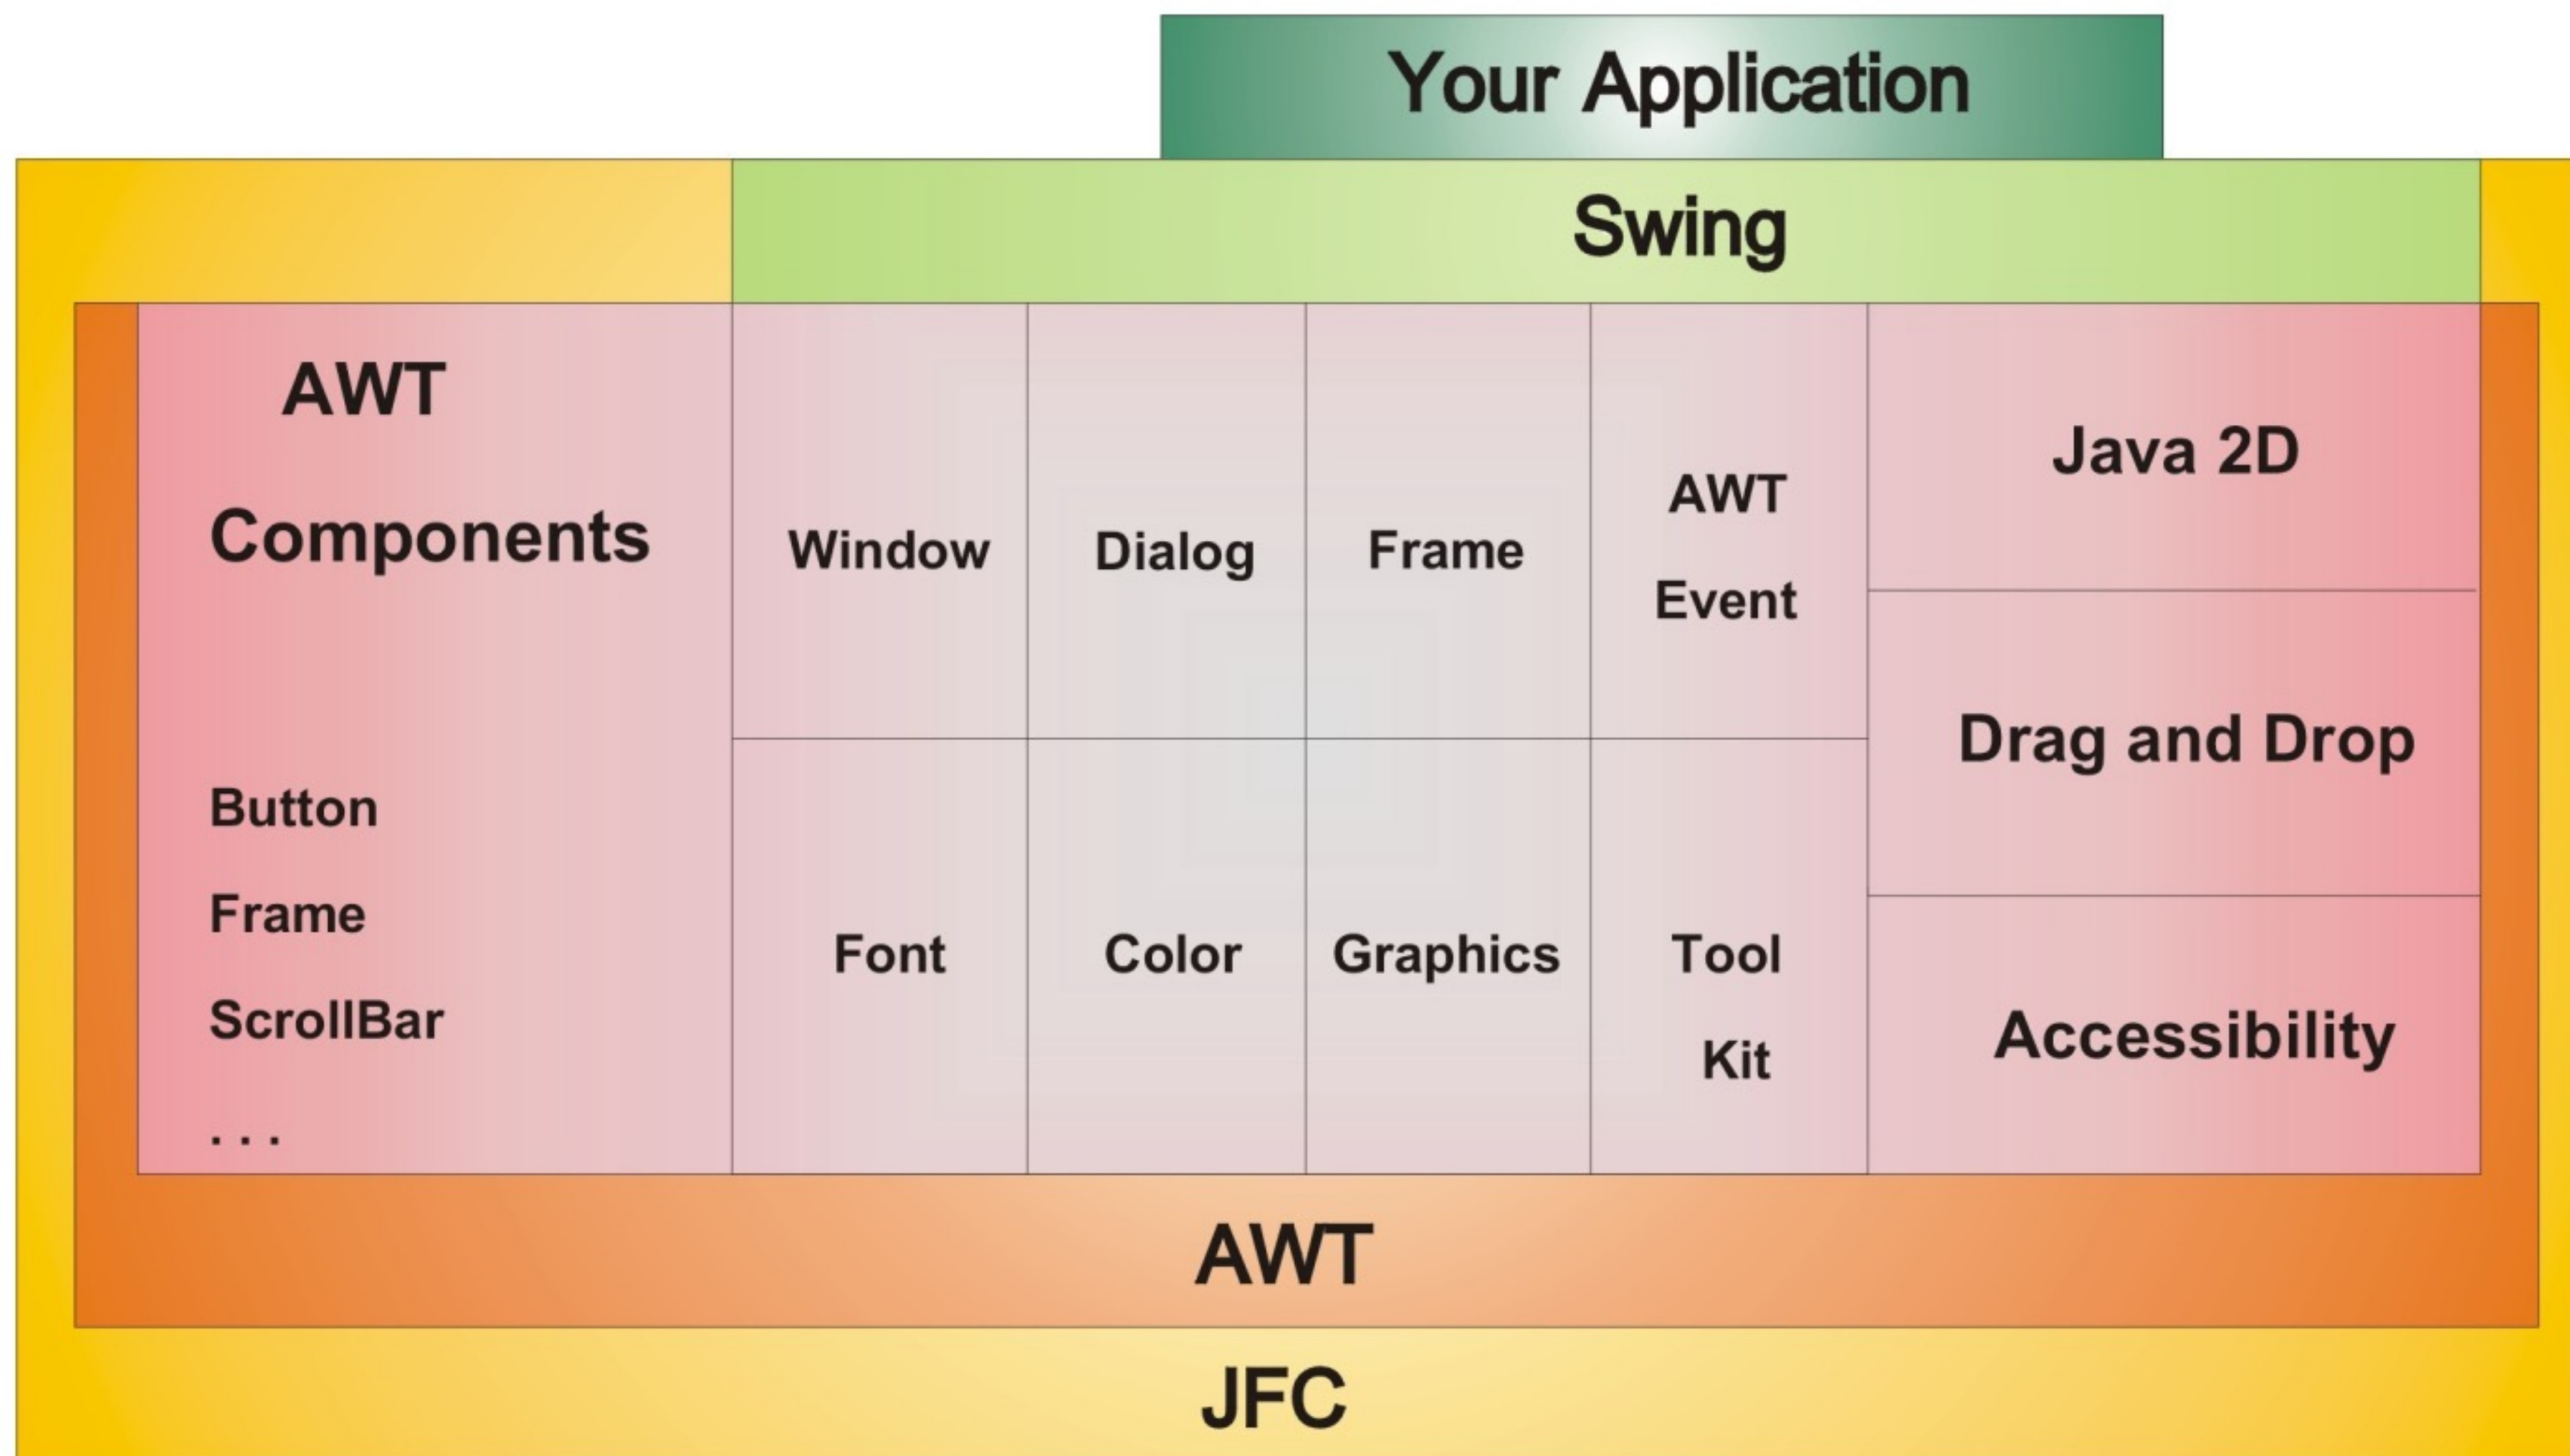 Your Application
Swing
AWT
Components
Button
Frame
ScrollBar
. . .
Window
Dialog
Frame
AWT
Event
Font
Color
Graphics
Tool
Kit
Java 2D
Drag and Drop
Accessibility
AWT
JFC